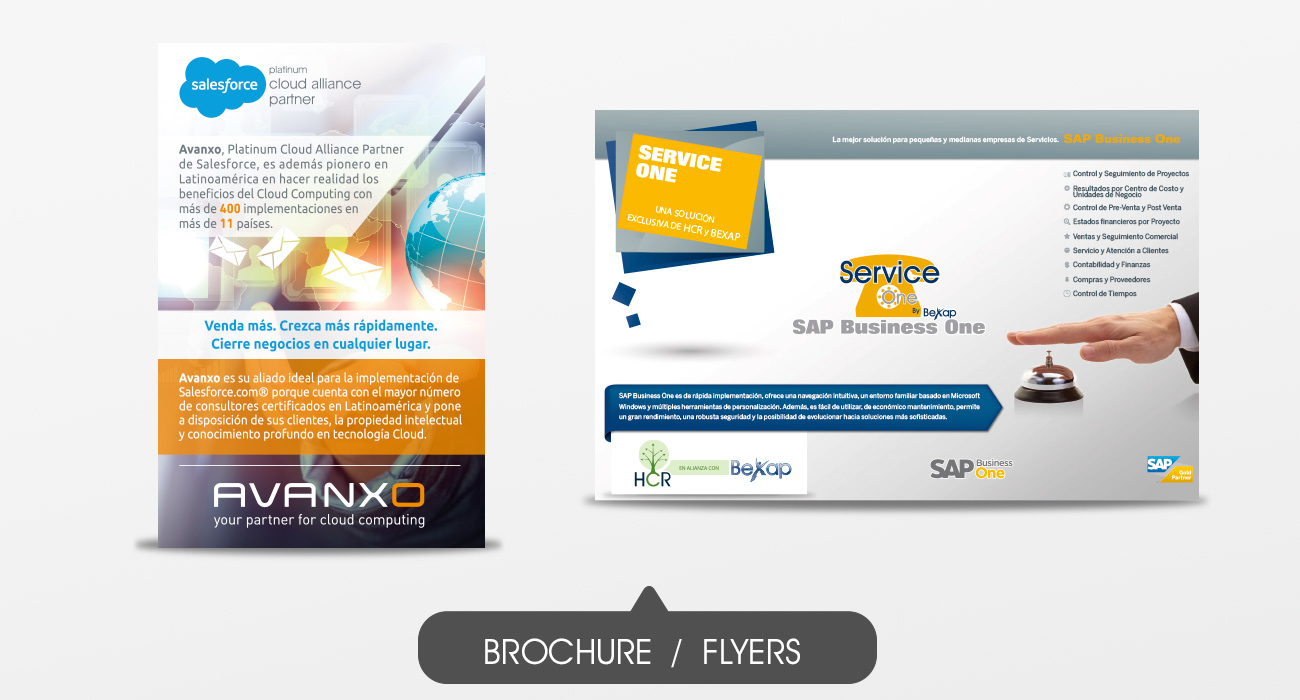 salesforce
platinum
cloud alliance
partner
Avanxo, Platinum Cloud Alliance Partner
de Salesforce, es además pionero en
Latinoamérica en hacer realidad los
beneficios del Cloud Computing con
más de 400 implementaciones en
más de 11 países.
Venda más. Crezca más rápidamente.
Cierre negocios en cualquier lugar.
Avanxo es su aliado ideal para la implementación de
Salesforce.com® porque cuenta con el mayor número
de consultores certificados en Latinoamérica y pone
a disposición de sus clientes, la propiedad intelectual
y conocimiento profundo en tecnología Cloud.
AVANXO
your partner for cloud computing
La mejor solución para pequeñas y medianas empresas de Servicios. SAP Business One
SERVICE
ONE
UNA SOLUCIÓN
EXCLUSIVA DE HCR y BEXAP
Control y Seguimiento de Proyectos
Resultados por Centro de Costo y
Unidades de Negocio
Control de Pre-Venta y Post Venta
Estados financieros por Proyecto
Ventas y Seguimiento Comercial
Servicio y Atención a Clientes
Contabilidad y Finanzas
Compras y Proveedores
Control de Tiempos
Service
One
By Bexap
SAP Business One
SAP Business One es de rápida implementación, ofrece una navegación intuitiva, un entorno familiar basado en Microsoft
Windows y múltiples herramientas de personalización. Además, es fácil de utilizar, de económico mantenimiento, permite
un gran rendimiento, una robusta seguridad y la posibilidad de evolucionar hacia soluciones más sofisticadas.
HCR
EN ALIANZA CON
Bexap
SAP Business
One
SAP
Gold
Partner
BROCHURE / FLYERS